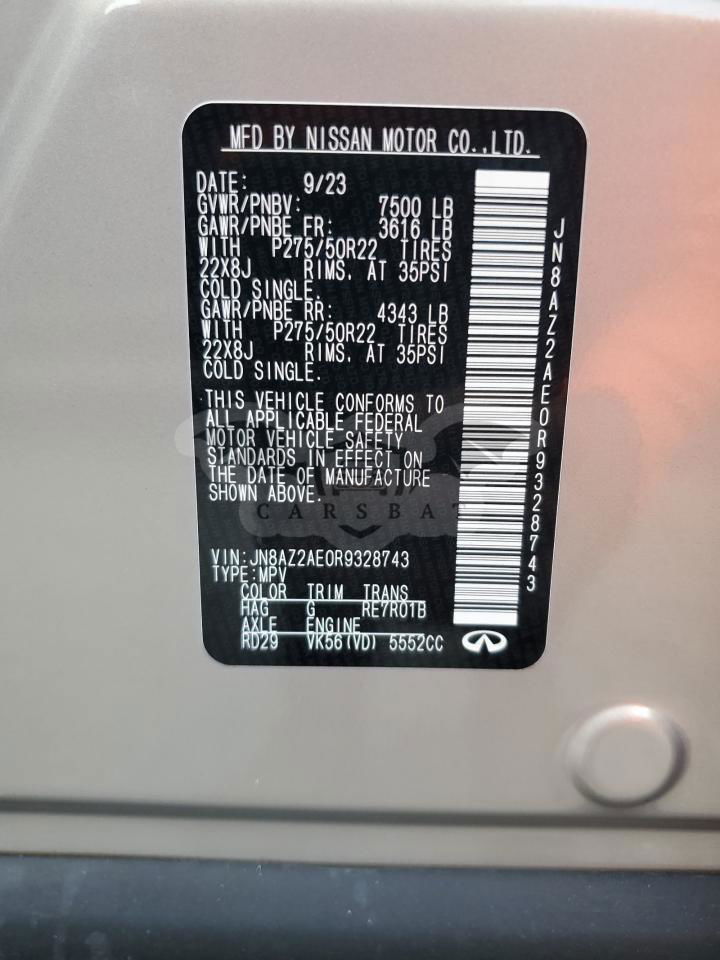 MFD BY NISSAN MOTOR CO.,LTD.
DATE: 9/23
GVWR/PNBV: 7500 LB
GAWR/PNBE FR: 3616 LB
WITH P275/50R22 TIRES
22X8J RIMS. AT 35PSI
COLD SINGLE.
GAWR/PNBE RR: 4343 LB
WITH P275/50R22 TIRES
22X8J RIMS. AT 35PSI
COLD SINGLE.
THIS VEHICLE CONFORMS TO
ALL APPLICABLE FEDERAL
MOTOR VEHICLE SAFETY
STANDARDS IN EFFECT ON
THE DATE OF MANUFACTURE
SHOWN ABOVE.
CARSBAT
VIN:JN8AZ2AE0R9328743
TYPE:MPV
COLOR TRIM TRANS
HAG G RE7R01B
AXLE ENGINE
RD29 VK56(VD) 5552CC
JN8AZ2AE0R9328743